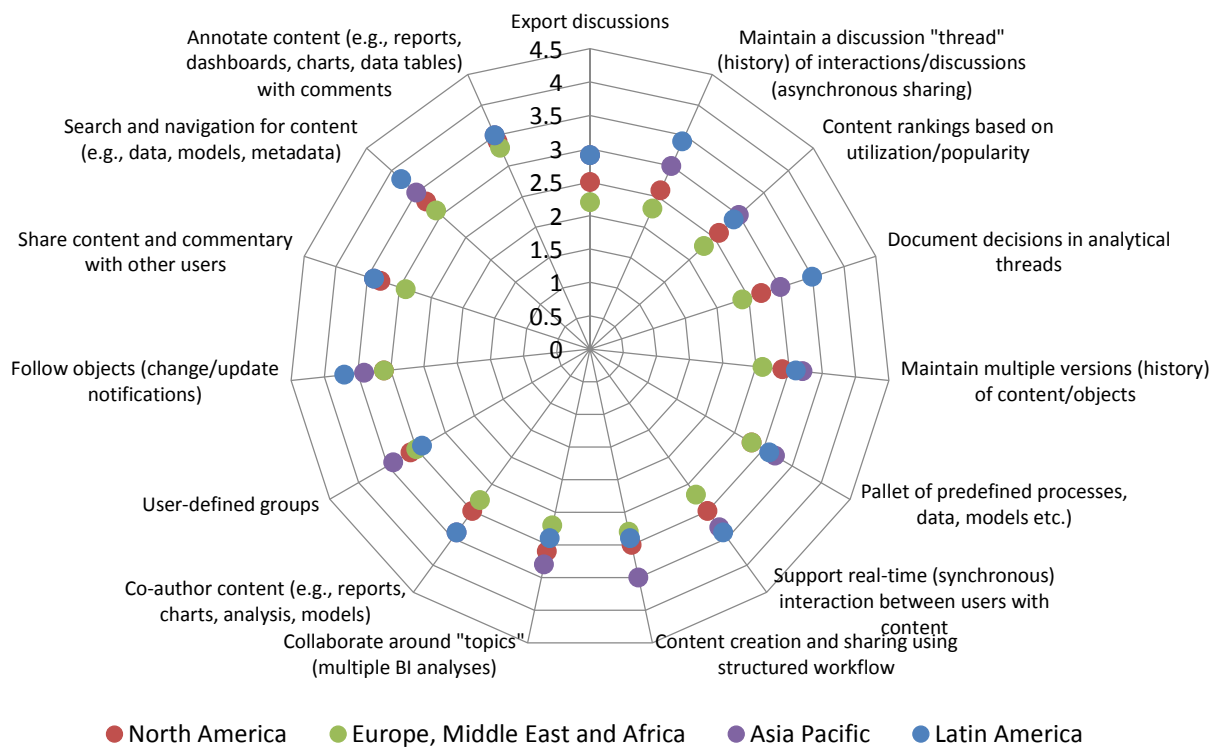 Export discussions
Annotate content (e.g., reports,
dashboards, charts, data tables)
with comments
Maintain a discussion "thread"
(history) of interactions/discussions
(asynchronous sharing)
Search and navigation for content
(e.g., data, models, metadata)
Content rankings based on
utilization/popularity
Share content and commentary
with other users
Document decisions in analytical
threads
Follow objects (change/update
notifications)
Maintain multiple versions (history)
of content/objects
User-defined groups
Pallet of predefined processes,
data, models etc.)
Co-author content (e.g., reports,
charts, analysis, models)
Support real-time (synchronous)
interaction between users with
content
Collaborate around "topics"
(multiple BI analyses)
Content creation and sharing using
structured workflow
4.5
4
3.5
3
2.5
2
1.5
1
0.5
0
North America
Europe, Middle East and Africa
Asia Pacific
Latin America